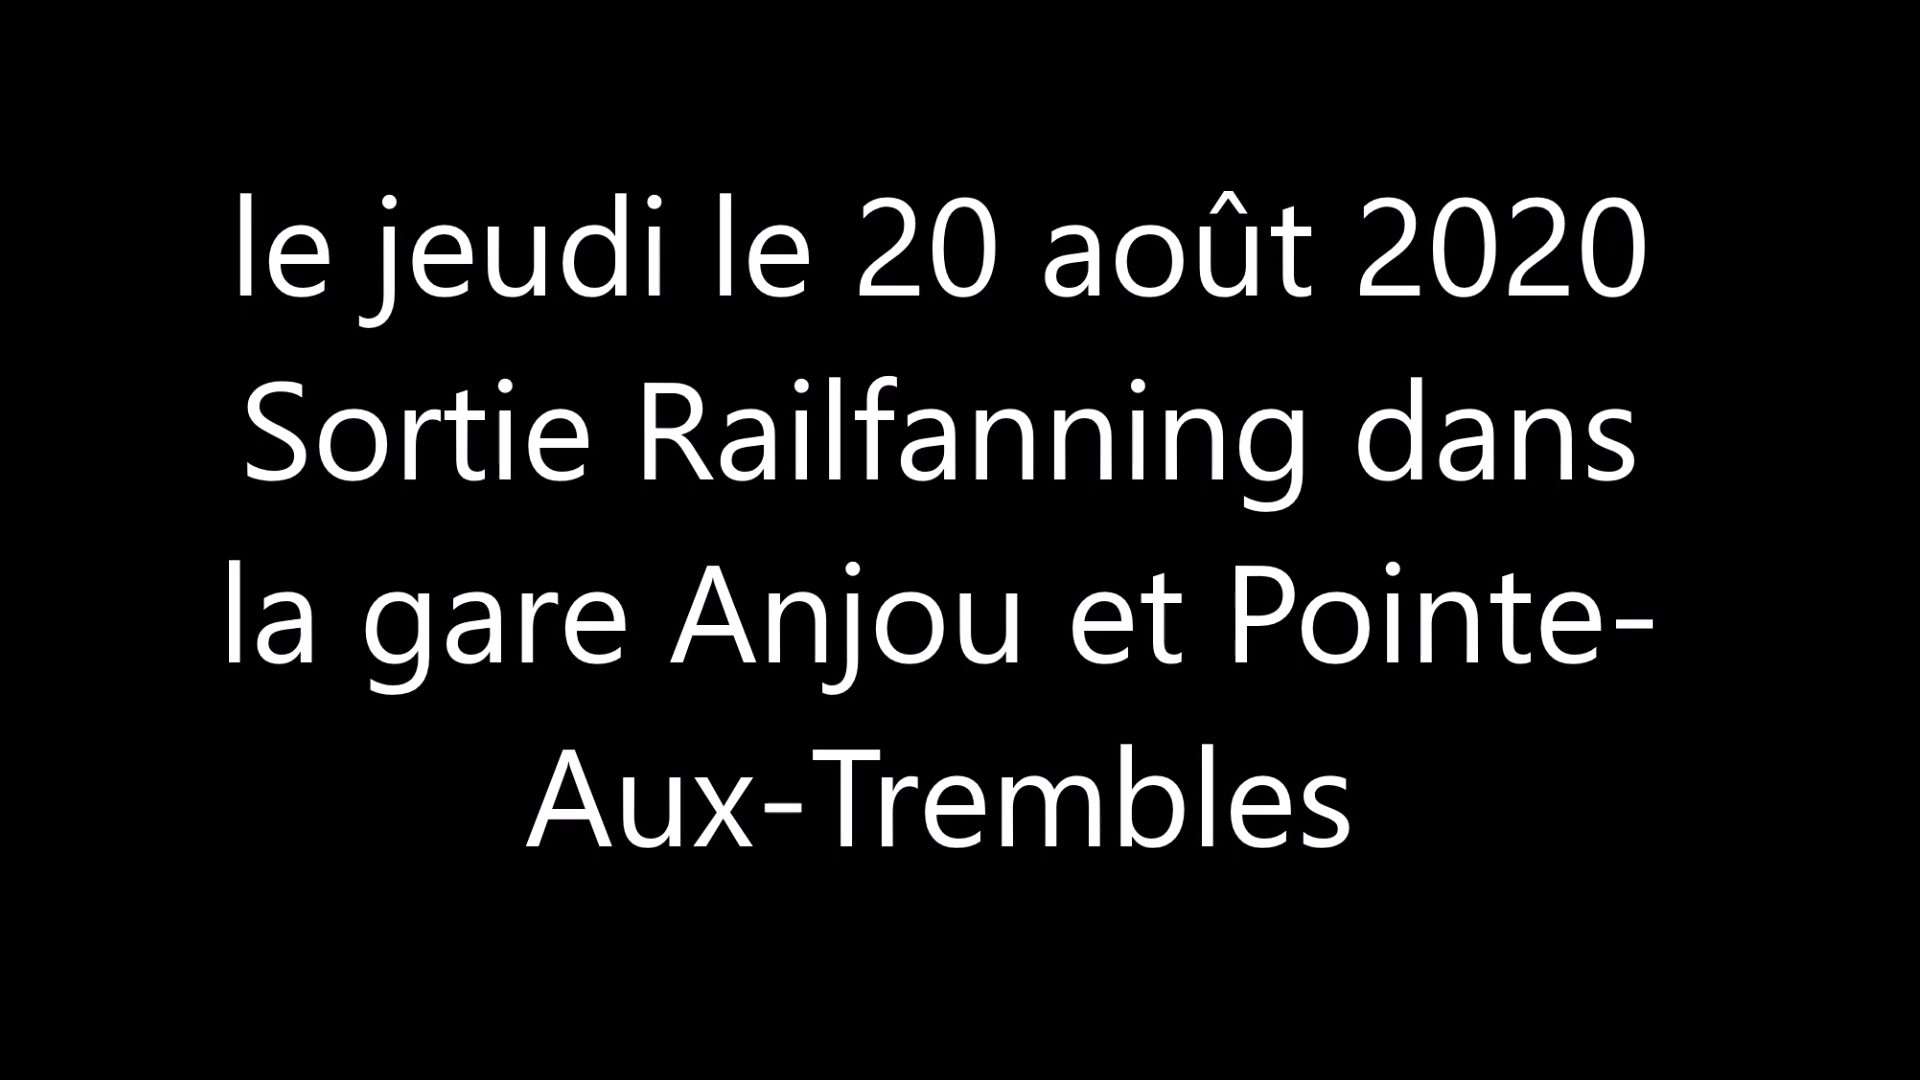 le jeudi le 20 août 2020
Sortie Railfanning dans
la gare Anjou et Pointe-
Aux-Trembles